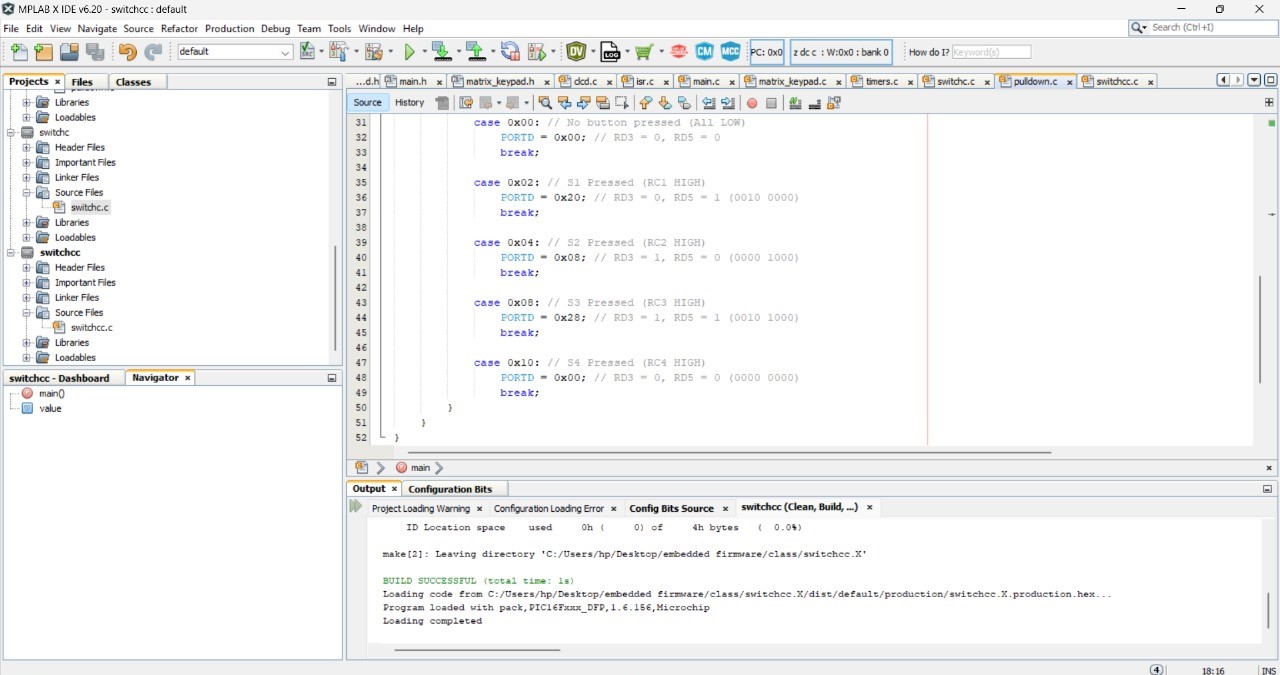 MPLAB X IDE v6.20 - switchcc : default
File Edit View Navigate Source Refactor Production Debug Team Tools Window Help
Search (Ctrl+I)
default
PC: 0x0
z dc c : W:0x0 : bank 0
How do I?
Keyword(s)
Projects
Files
Classes
Libraries
Loadables
switchc
Header Files
Important Files
Linker Files
Source Files
switchc.c
Libraries
Loadables
switchcc
Header Files
Important Files
Linker Files
Source Files
switchcc.c
Libraries
Loadables
switchcc - Dashboard
Navigator
main()
value
...d.h main.h matrix_keypad.h clcd.c isr.c main.c matrix_keypad.c timers.c switchc.c pulldown.c switchcc.c
Source History
31 case 0x00: // No button pressed (All LOW)
32 PORTD = 0x00; // RD3 = 0, RD5 = 0
33 break;
34
35 case 0x02: // S1 Pressed (RC1 HIGH)
36 PORTD = 0x20; // RD3 = 0, RD5 = 1 (0010 0000)
37 break;
38
39 case 0x04: // S2 Pressed (RC2 HIGH)
40 PORTD = 0x08; // RD3 = 1, RD5 = 0 (0000 1000)
41 break;
42
43 case 0x08: // S3 Pressed (RC3 HIGH)
44 PORTD = 0x28; // RD3 = 1, RD5 = 1 (0010 1000)
45 break;
46
47 case 0x10: // S4 Pressed (RC4 HIGH)
48 PORTD = 0x00; // RD3 = 0, RD5 = 0 (0000 0000)
49 break;
50 }
51 }
52 }
main
Output
Configuration Bits
Project Loading Warning
Configuration Loading Error
Config Bits Source
switchcc (Clean, Build, ...)
ID Location space used 0h ( 0) of 4h bytes ( 0.0%)
make[2]: Leaving directory 'C:/Users/hp/Desktop/embedded firmware/class/switchcc.X'
BUILD SUCCESSFUL (total time: 1s)
Loading code from C:/Users/hp/Desktop/embedded firmware/class/switchcc.X/dist/default/production/switchcc.X.production.hex...
Program loaded with pack,PIC16Fxxx_DFP,1.6.156,Microchip
Loading completed
4
18:16
INS